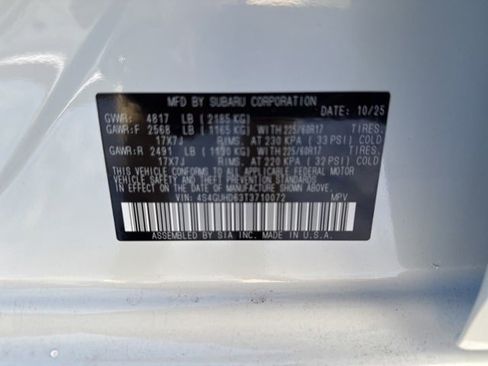 MFD BY SUBARU CORPORATION
DATE: 10/25
GVWR: 4817 LB (2185 KG)
GAWR:F 2568 LB (1165 KG) WITH 225/60R17 TIRES,
17X7J RIMS, AT 230 KPA (33 PSI) COLD
GAWR:R 2491 LB (1130 KG) WITH 225/60R17 TIRES,
17X7J RIMS, AT 220 KPA (32 PSI) COLD
THIS VEHICLE CONFORMS TO ALL APPLICABLE FEDERAL MOTOR
VEHICLE SAFETY, BUMPER AND THEFT PREVENTION STANDARDS
IN EFFECT ON THE DATE OF MANUFACTURE SHOWN ABOVE.
VIN: 4S4GUHD63T3710072 MPV
ASSEMBLED BY SIA INC. MADE IN U.S.A.